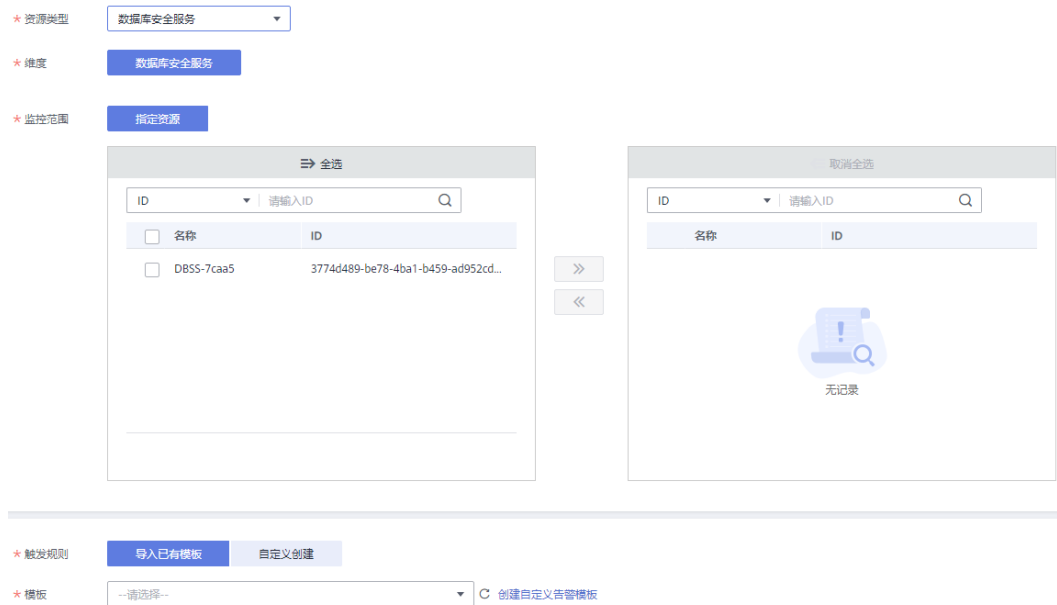 * 资源类型 数据库安全服务
* 维度 数据库安全服务
* 监控范围 指定资源
全选
取消全选
ID 请输入ID
ID 请输入ID
名称 ID
名称 ID
DBSS-7caa5 3774d489-be78-4ba1-b459-ad952cd...
无记录
* 触发规则 导入已有模板 自定义创建
* 模板 --请选择-- 创建自定义告警模板